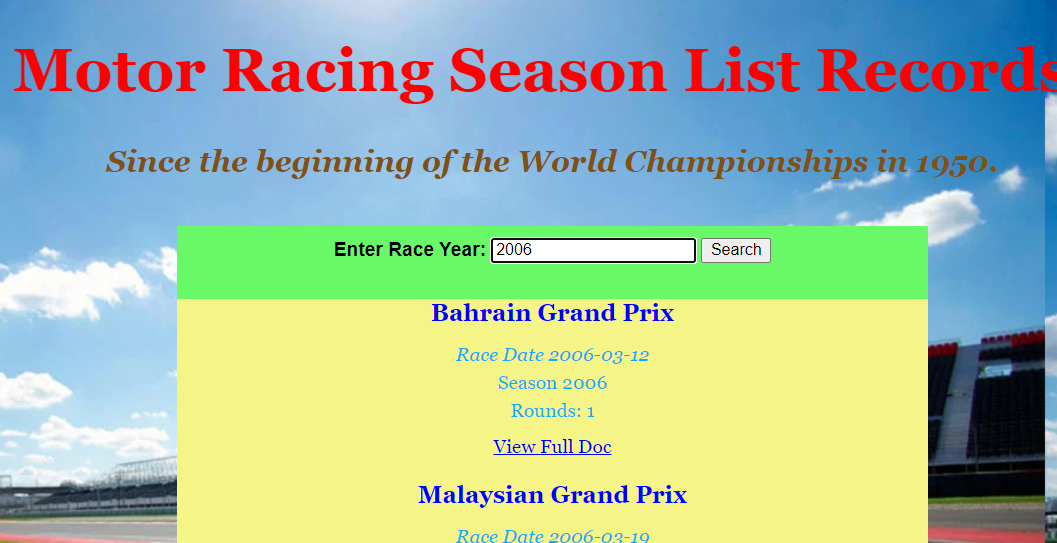 Motor Racing Season List Records
Since the beginning of the World Championships in 1950.
Enter Race Year: 2006 Search
Bahrain Grand Prix
Race Date 2006-03-12
Season 2006
Rounds: 1
View Full Doc
Malaysian Grand Prix
Race Date 2006-03-19